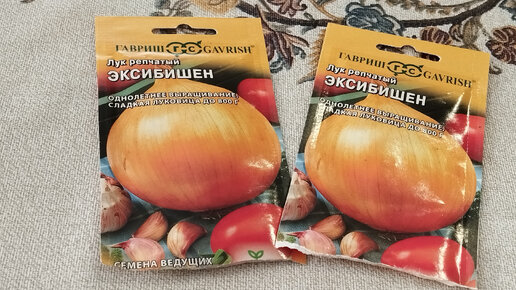 ГАВРИШ GAVRISH®
Лук репчатый
ЭКСИБИШЕН
ОДНОЛЕТНЕЕ ВЫРАЩИВАНИЕ
СЛАДКАЯ ЛУКОВИЦА ДО 800 г
СЕМЕНА ВЕДУЩИХ
ГАВРИШ GAVRISH®
Лук репчатый
ЭКСИБИШЕН
ОДНОЛЕТНЕЕ ВЫРАЩИВАНИЕ
СЛАДКАЯ ЛУКОВИЦА ДО 800 г